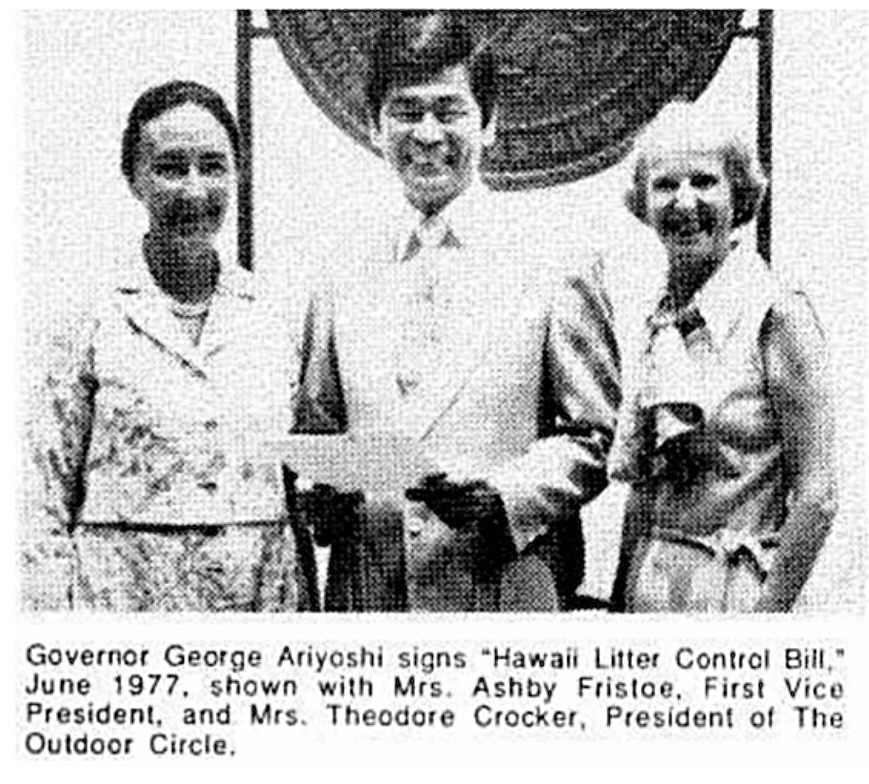 Governor George Ariyoshi signs "Hawaii Litter Control Bill,"
June 1977, shown with Mrs. Ashby Fristoe, First Vice
President, and Mrs. Theodore Crocker, President of The
Outdoor Circle.